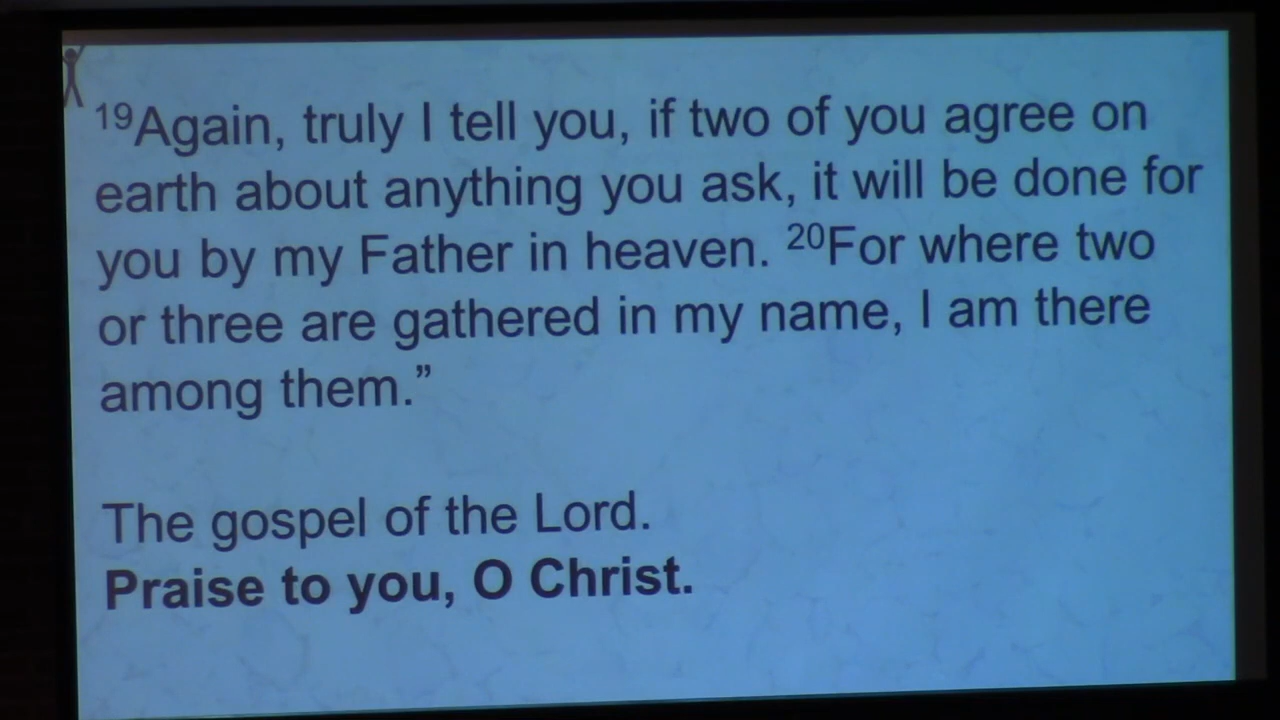 ¹⁹Again, truly I tell you, if two of you agree on
earth about anything you ask, it will be done for
you by my Father in heaven. ²⁰For where two
or three are gathered in my name, I am there
among them.”
The gospel of the Lord.
Praise to you, O Christ.